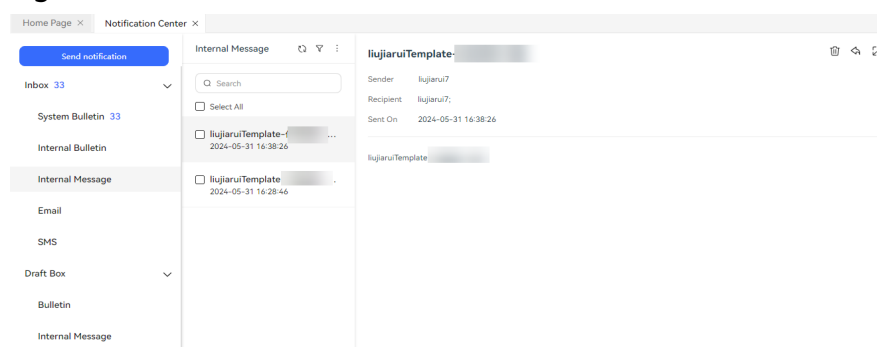 Home Page × Notification Center ×
Send notification
Inbox 33
System Bulletin 33
Internal Bulletin
Internal Message
Email
SMS
Draft Box
Bulletin
Internal Message
Internal Message
Search
Select All
liujiaruiTemplate- ...
2024-05-31 16:38:26
liujiaruiTemplate .
2024-05-31 16:28:46
liujiaruiTemplate-
Sender liujiarui7
Recipient liujiarui7;
Sent On 2024-05-31 16:38:26
liujiaruiTemplate